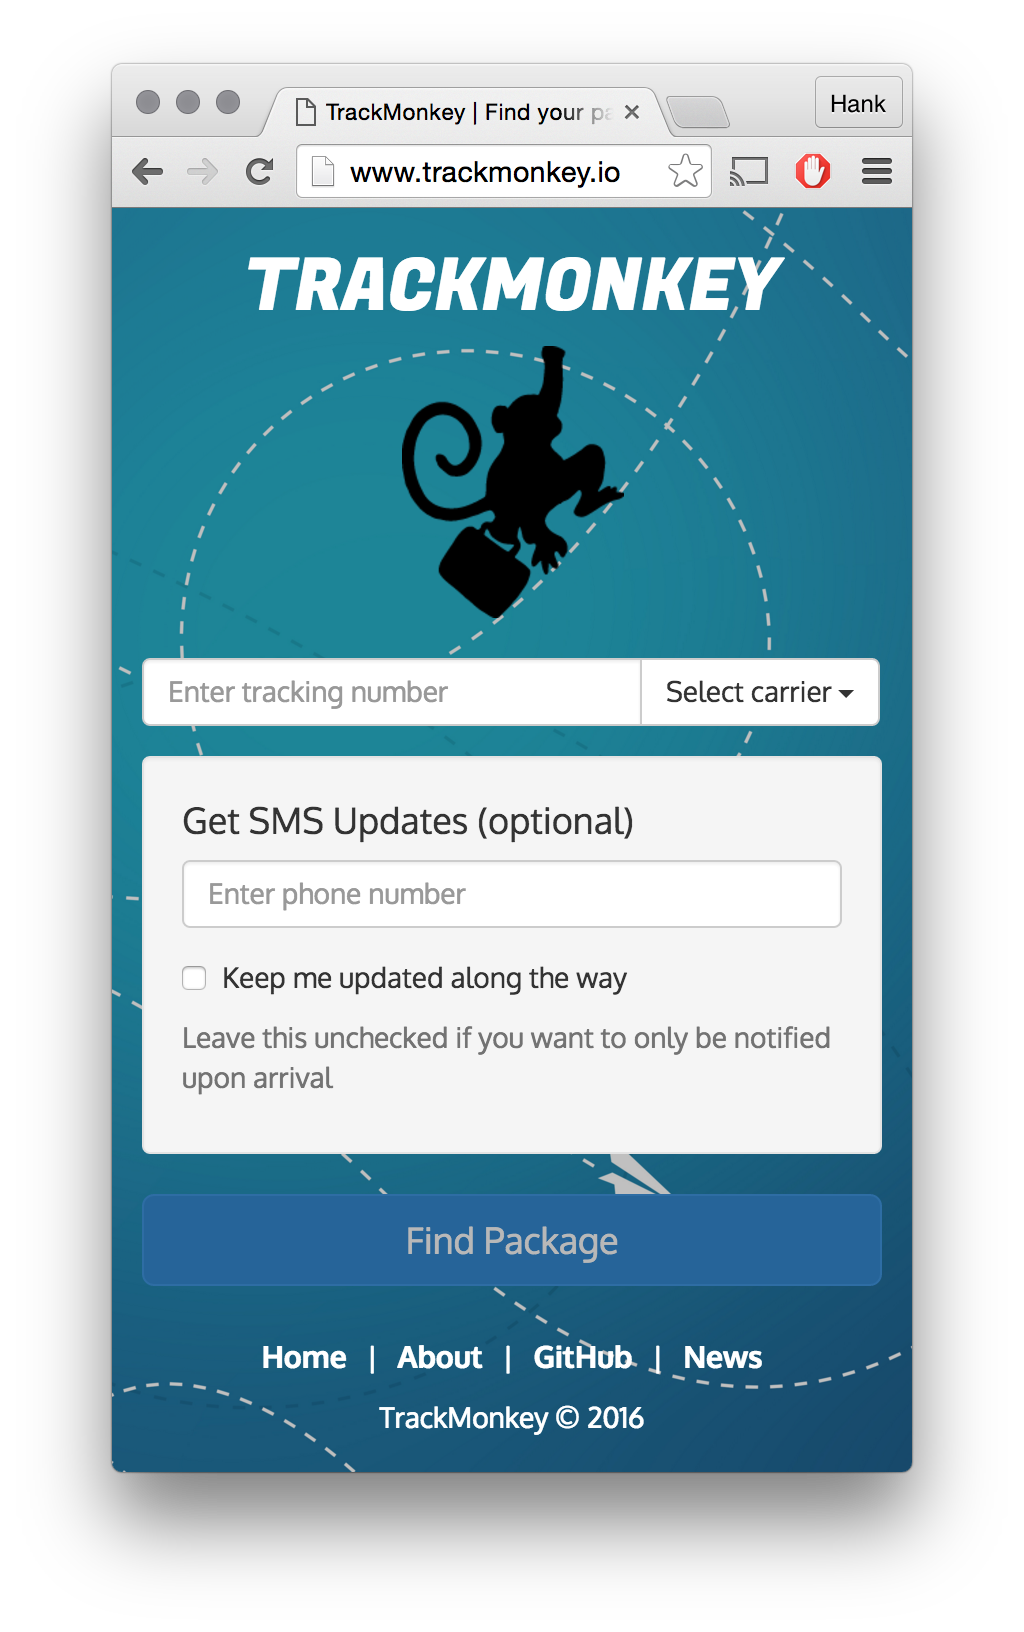 TrackMonkey | Find your pa
Hank
www.trackmonkey.io
TRACKMONKEY
Enter tracking number
Select carrier
Get SMS Updates (optional)
Enter phone number
Keep me updated along the way
Leave this unchecked if you want to only be notified
upon arrival
Find Package
Home | About | GitHub | News
TrackMonkey © 2016